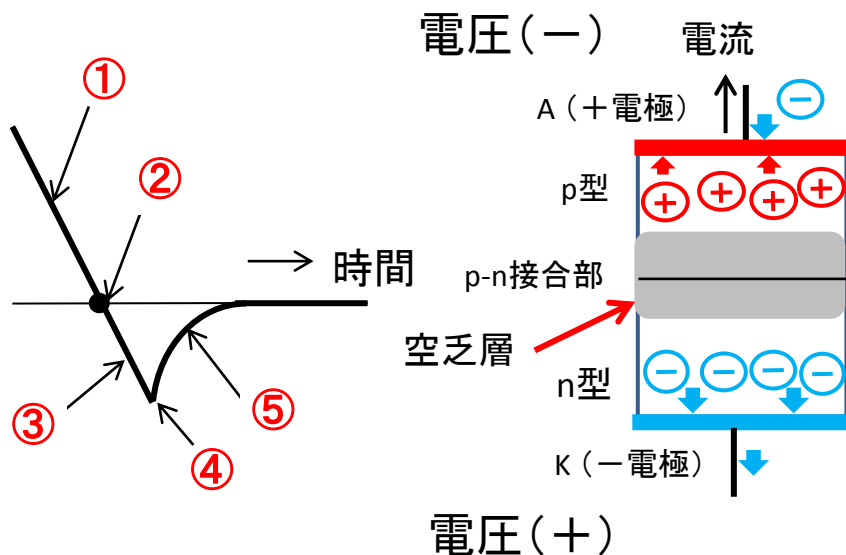 ①
②
→ 時間
③
④
⑤
電圧(－)
電流
A（＋電極）
－
p型
＋ ＋ ＋ ＋
p-n接合部
空乏層
n型
－ － － －
K（－電極）
電圧(＋)